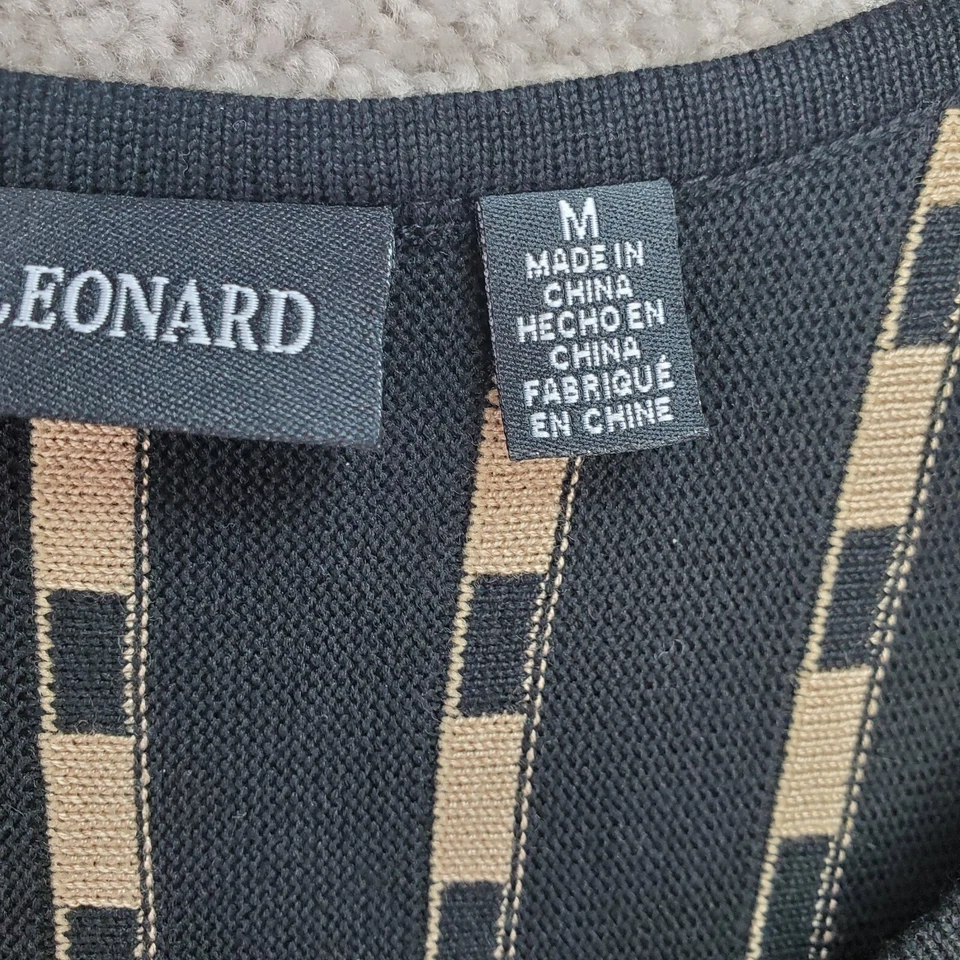 LEONARD
M
MADE IN
CHINA
HECHO EN
CHINA
FABRIQUÉ
EN CHINE